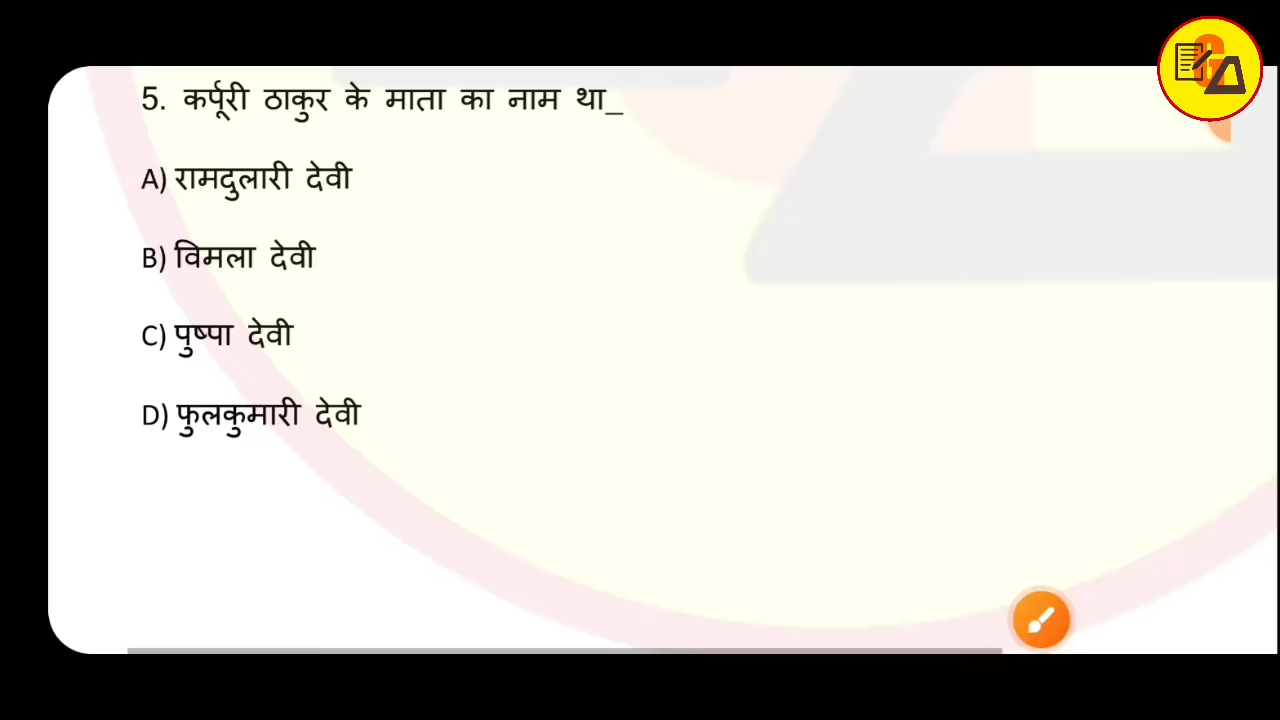 5. कर्पूरी ठाकुर के माता का नाम था_
A) रामदुलारी देवी
B) विमला देवी
C) पुष्पा देवी
D) फुलकुमारी देवी